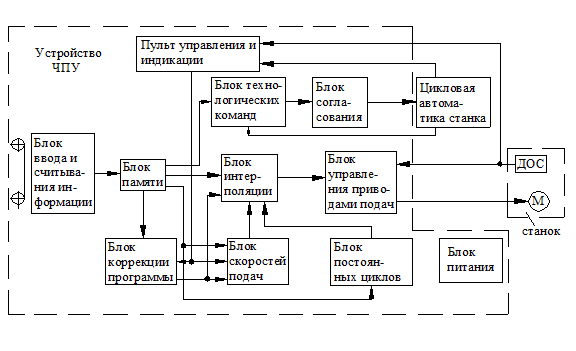 Устройство
ЧПУ
Пульт управления и
индикации
Блок техно-
логических
команд
Блок
согла-
сования
Цикловая
автома-
тика станка
Блок
ввода и
считыва-
ния ин-
формации
Блок
памяти
Блок
интер-
поляции
Блок
управле-
ния приво-
дами подач
ДОС
М
станок
Блок
коррекции
программы
Блок
скоростей
подач
Блок
постоян-
ных циклов
Блок
питания